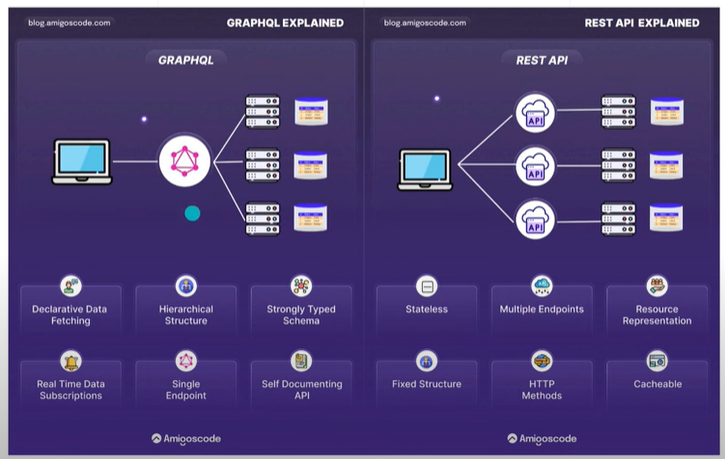 blog.amigoscode.com
GRAPHQL EXPLAINED
GRAPHQL
Declarative Data
Fetching
Hierarchical
Structure
Strongly Typed
Schema
Real Time Data
Subscriptions
Single
Endpoint
Self Documenting
API
Amigoscode
blog.amigoscode.com
REST API EXPLAINED
REST API
API
API
API
Stateless
Multiple Endpoints
Resource
Representation
Fixed Structure
HTTP
Methods
Cacheable
Amigoscode